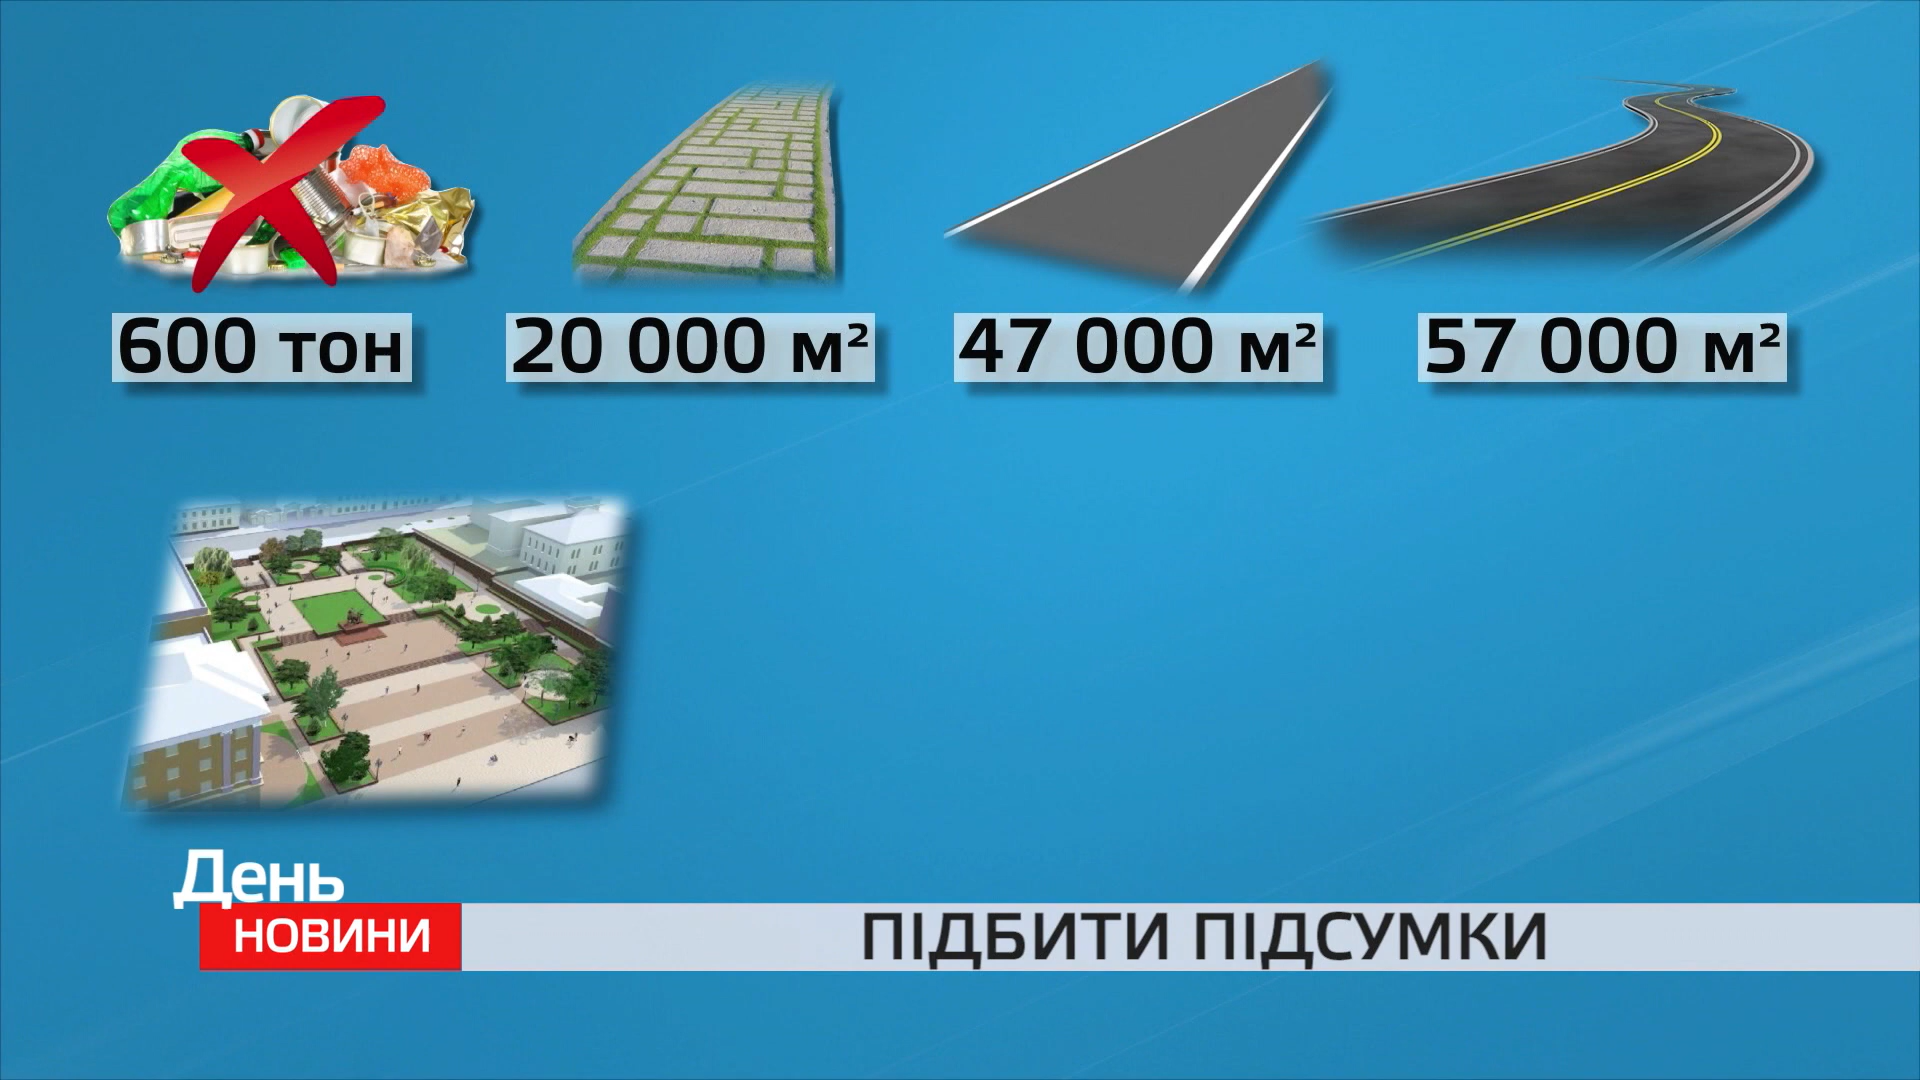 600 тон
20 000 м²
47 000 м²
57 000 м²
День
НОВИНИ
ПІДБИТИ ПІДСУМКИ